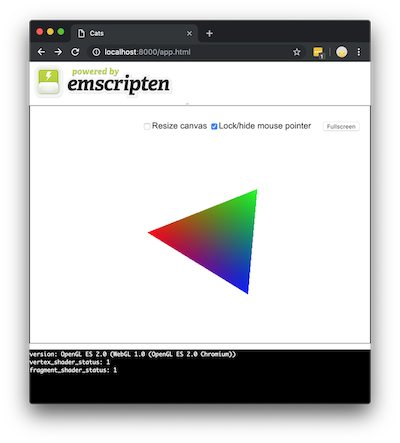 Cats
localhost:8000/app.html
powered by
emscripten
Resize canvas Lock/hide mouse pointer Fullscreen
version: OpenGL ES 2.0 (WebGL 1.0 (OpenGL ES 2.0 Chromium))
vertex_shader_status: 1
fragment_shader_status: 1